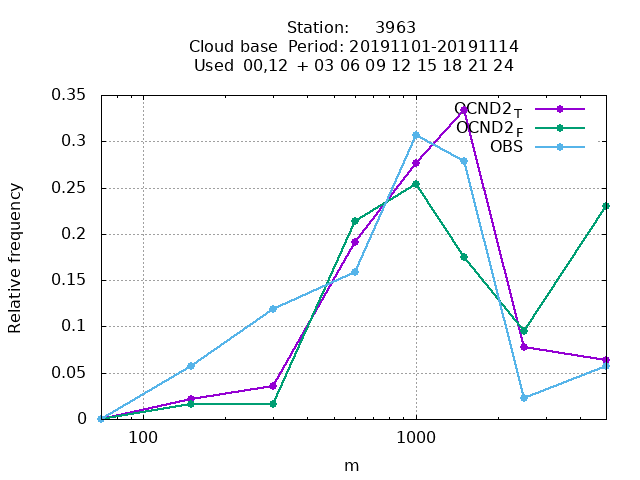 Station:     3963
Cloud base  Period: 20191101-20191114
Used  00,12  + 03 06 09 12 15 18 21 24
0.35
0.3
0.25
0.2
0.15
0.1
0.05
0
Relative frequency
OCND2_T
OCND2_F
OBS
100
1000
m